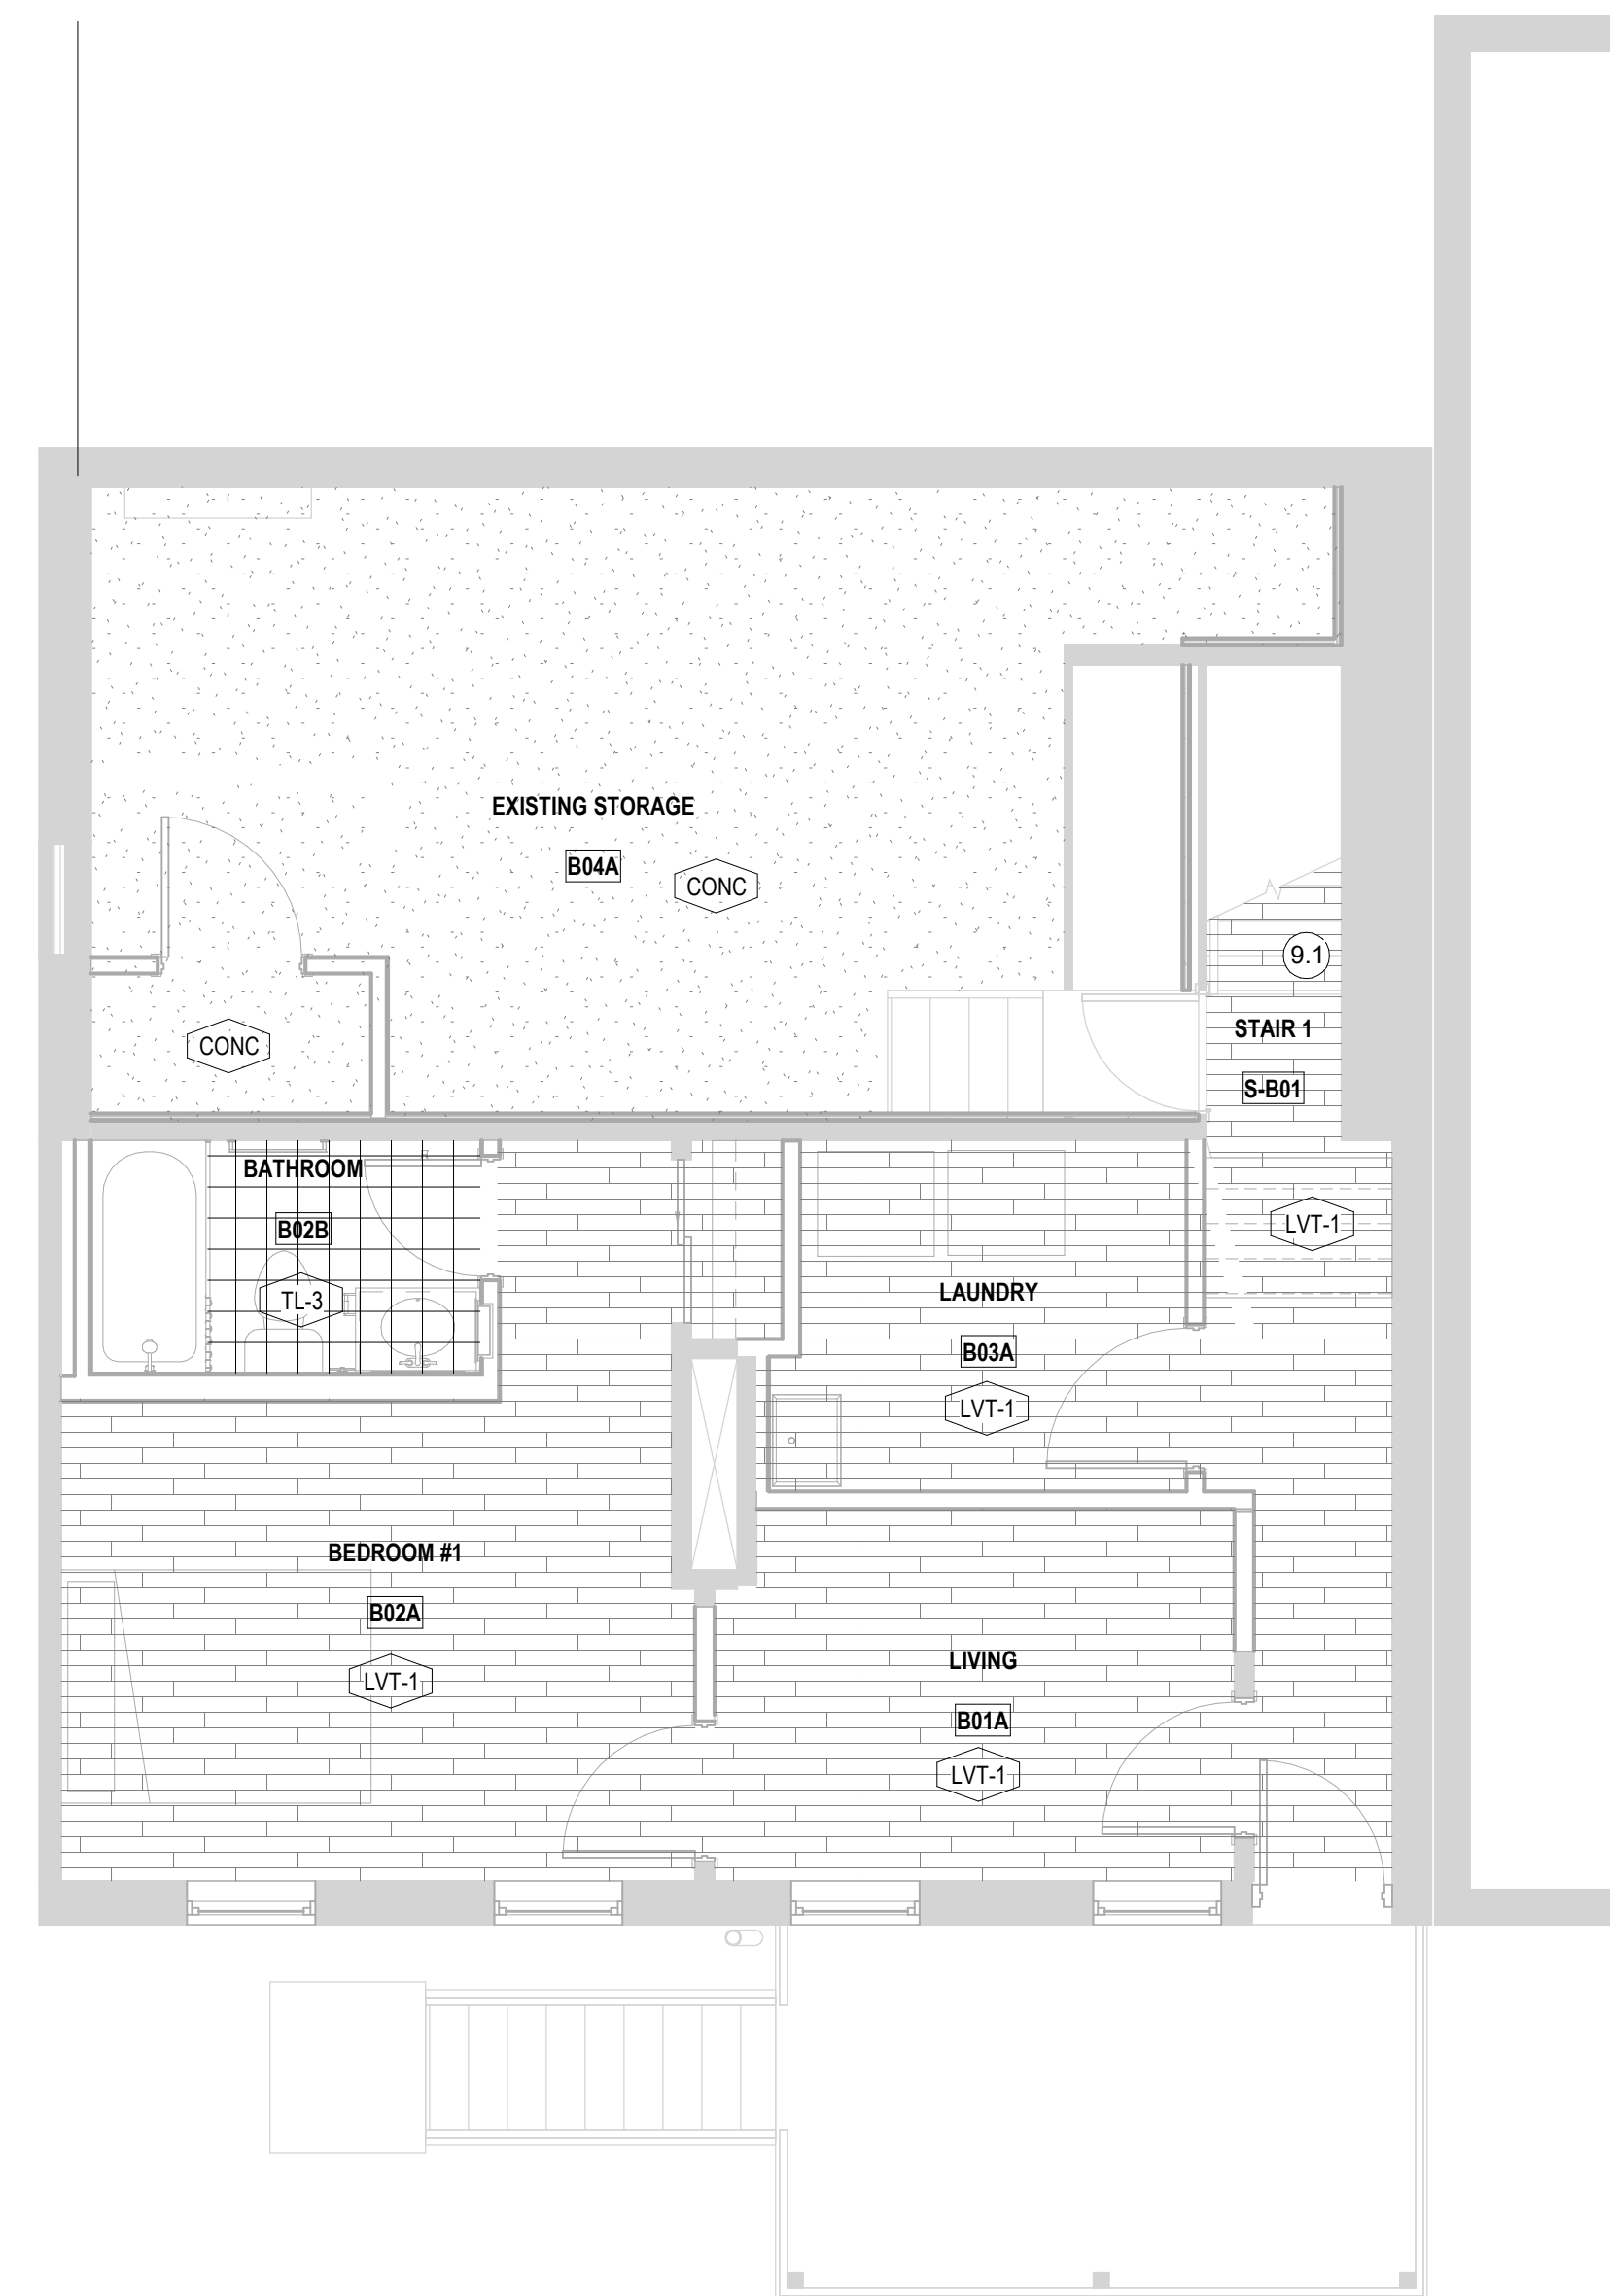 EXISTING STORAGE
B04A
CONC
9.1
STAIR 1
S-B01
CONC
BATHROOM
B02B
TL-3
LVT-1
LAUNDRY
B03A
LVT-1
BEDROOM #1
B02A
LVT-1
LIVING
B01A
LVT-1